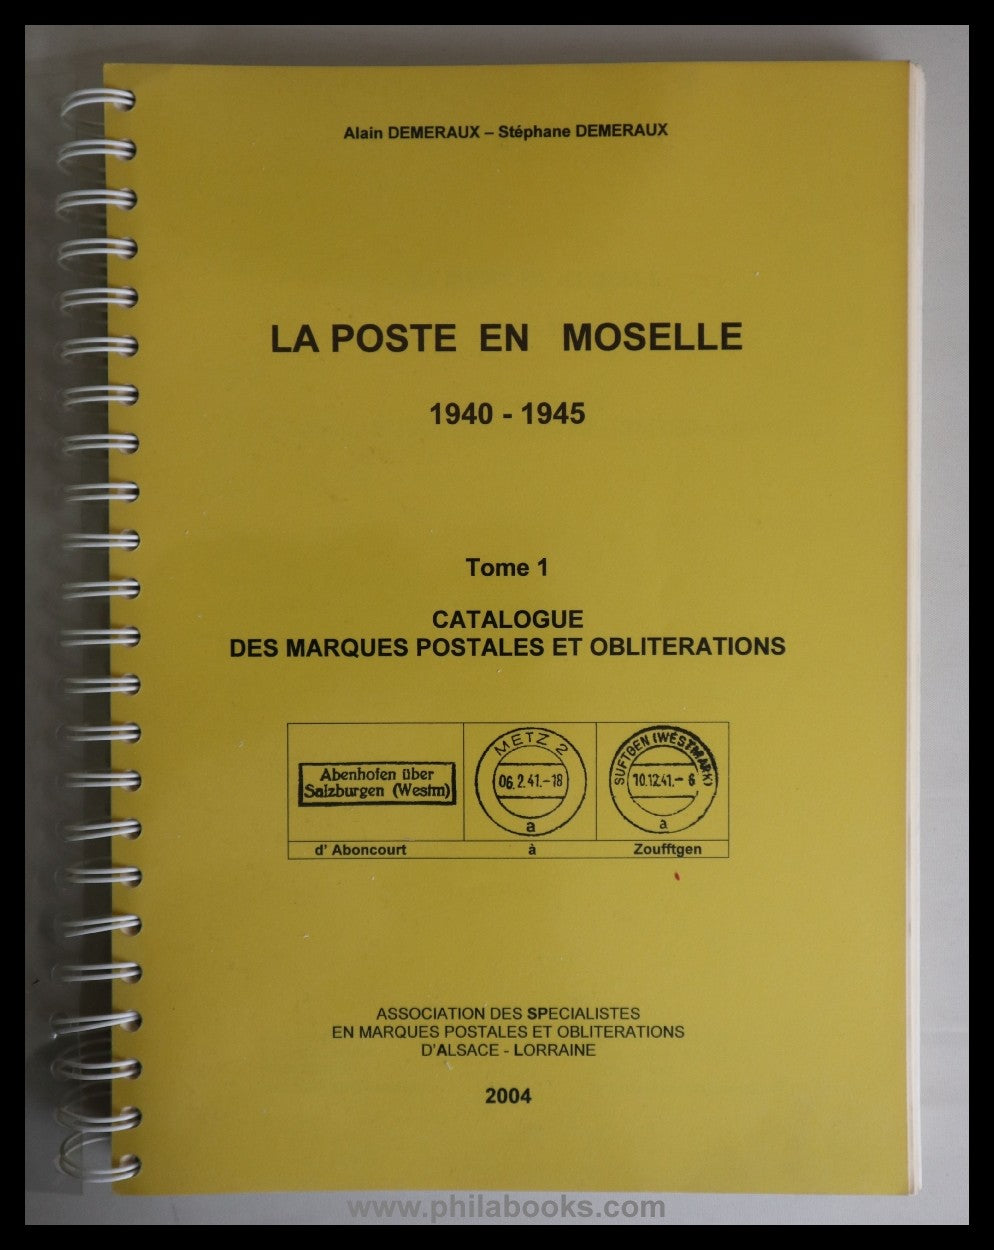 Alain DEMERAUX – Stéphane DEMERAUX
LA POSTE EN MOSELLE
1940 - 1945
Tome 1
CATALOGUE
DES MARQUES POSTALES ET OBLITERATIONS
Abenhofen über
Salzburgen (Westm)
METZ 2
06.2.41.-18
a
SUFTGEN (WESTMARK)
10.12.41.- 6
a
d' Aboncourt
à
Zoufftgen
ASSOCIATION DES SPECIALISTES
EN MARQUES POSTALES ET OBLITERATIONS
D'ALSACE - LORRAINE
2004
www.philabooks.com